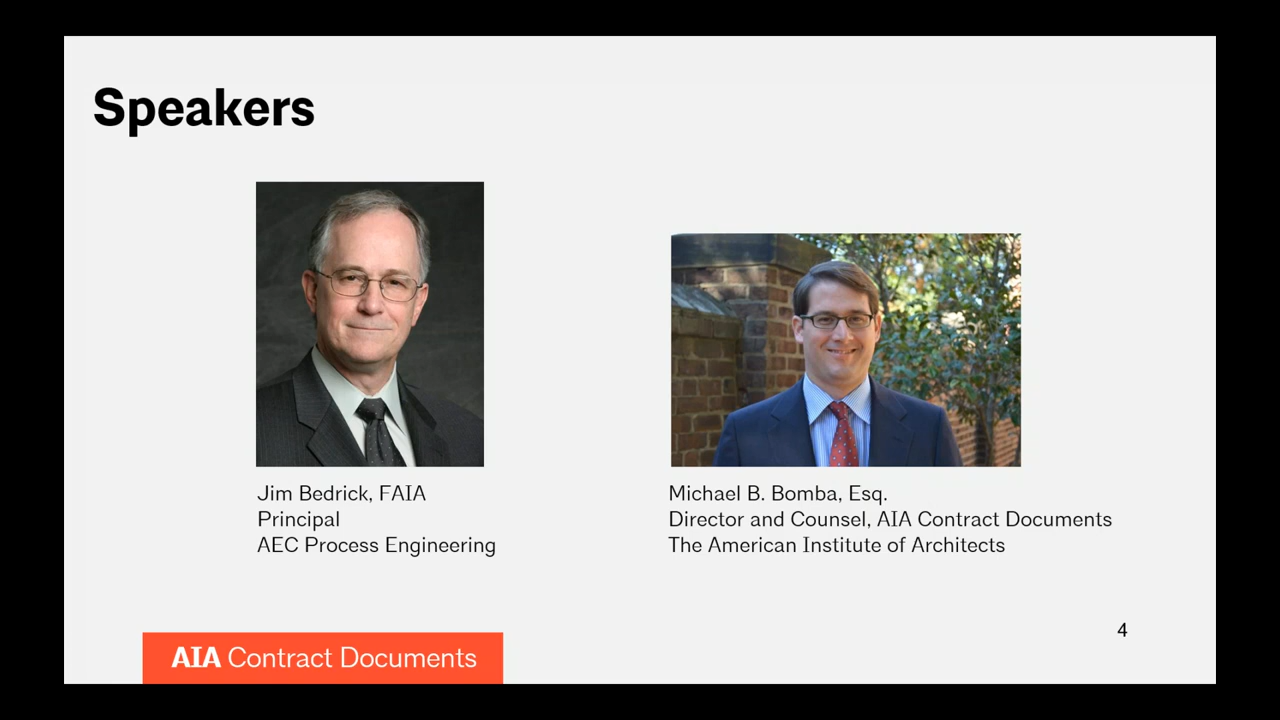 Speakers
Jim Bedrick, FAIA
Principal
AEC Process Engineering
Michael B. Bomba, Esq.
Director and Counsel, AIA Contract Documents
The American Institute of Architects
4
AIA Contract Documents